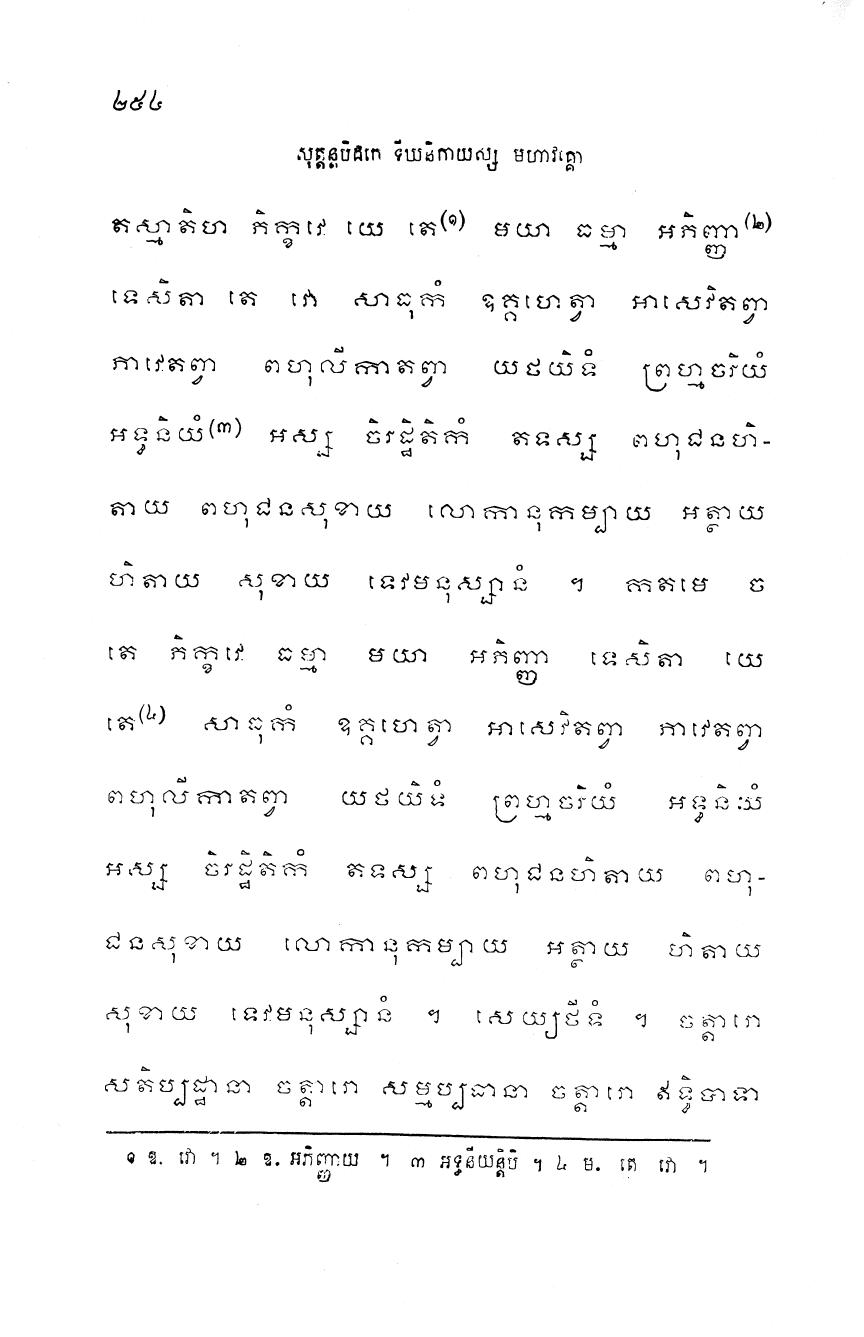 ២៥៤
សុត្តន្តបិដកេ ទីឃនិកាយស្ស មហាវគ្គោ
តស្មាតិហ ភិក្ខវេ យេ តេ(១) មយា ធម្មា អភិញ្ញា(២)
ទេសិតា តេ វោ សាធុកំ ឧគ្គហេត្វា អាសេវិតព្វា
ភាវេតព្វា ពហុលីកាតព្វា យថយិទំ ព្រហ្មចរិយំ
អទ្ធនិយំ(៣) អស្ស ចិរដ្ឋិតិកំ តទស្ស ពហុជនហិ-
តាយ ពហុជនសុខាយ លោកានុកម្បាយ អត្ថាយ
ហិតាយ សុខាយ ទេវមនុស្សានំ ។ កតមេ ច
តេ ភិក្ខវេ ធម្មា មយា អភិញ្ញា ទេសិតា យេ
តេ(៤) សាធុកំ ឧគ្គហេត្វា អាសេវិតព្វា ភាវេតព្វា
ពហុលីកាតព្វា យថយិទំ ព្រហ្មចរិយំ អទ្ធនិយំ
អស្ស ចិរដ្ឋិតិកំ តទស្ស ពហុជនហិតាយ ពហុ-
ជនសុខាយ លោកានុកម្បាយ អត្ថាយ ហិតាយ
សុខាយ ទេវមនុស្សានំ ។ សេយ្យថីទំ ។ ចត្តារោ
សតិប្បដ្ឋានា ចត្តារោ សម្មប្បធានា ចត្តារោ ឥទ្ធិបាទា
១ ឧ. វោ ។ ២ ឧ. អភិញ្ញាយ ។ ៣ អទ្ធនីយន្តិបិ ។ ៤ ម. តេ វោ ។